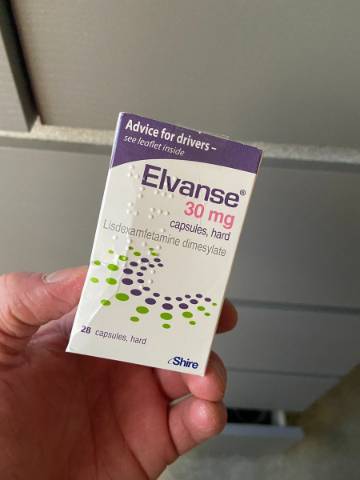 Advice for drivers –
see leaflet inside
Elvanse®
30 mg
capsules, hard
Lisdexamfetamine dimesylate
28 capsules, hard
Shire